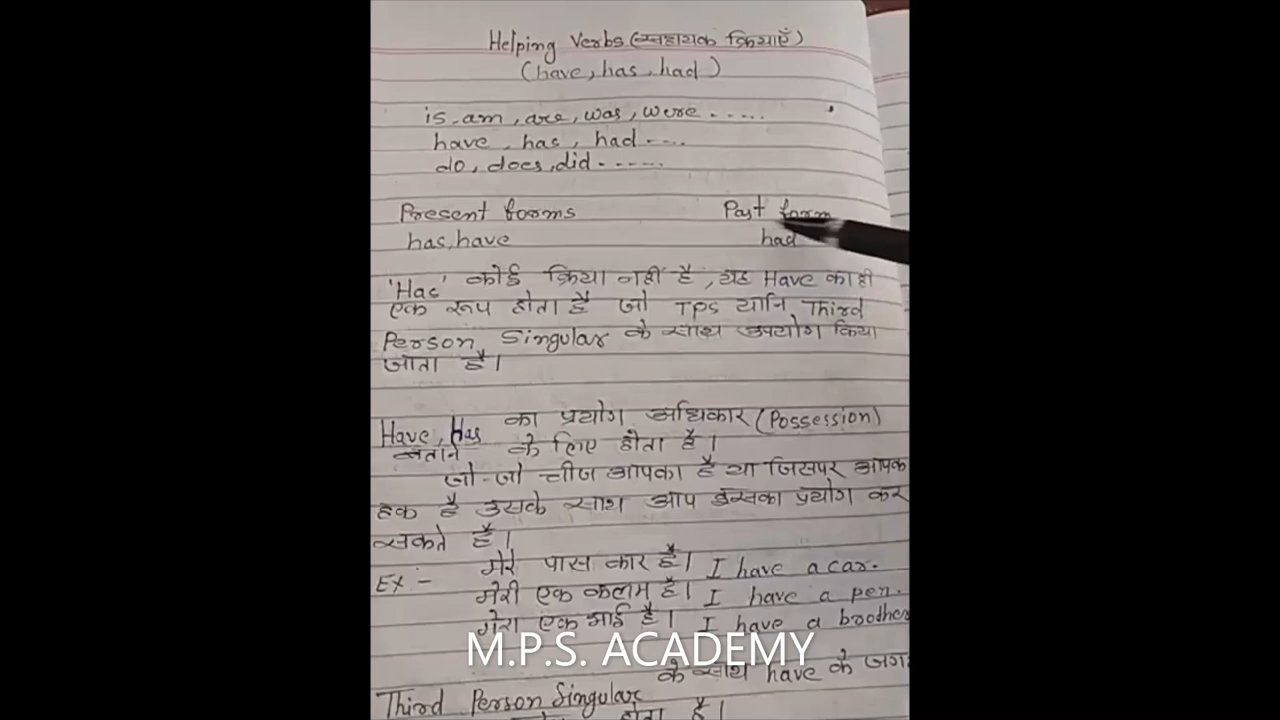 Helping Verbs (सहायक क्रियाएँ)
(have, has, had)
is, am, are, was, were ......
have, has, had ....
do, does, did ......
Present forms Past form
has, have had
'Has' कोई क्रिया नहीं है, यह Have का ही
एक रूप होता है जो TPS यानि Third
Person Singular के साथ उपयोग किया
जाता है।
Have, Has का प्रयोग अधिकार (Possession)
बताने के लिए होता है।
जो-जो चीज आपका है या जिसपर आपक
हक है उसके साथ आप इसका प्रयोग कर
सकते हैं।
Ex :- मेरे पास कार है। I have a car.
मेरी एक कलम है। I have a pen.
मेरा एक भाई है। I have a brother
M.P.S. ACADEMY
Third Person Singular के साथ have के जगह
होता है।